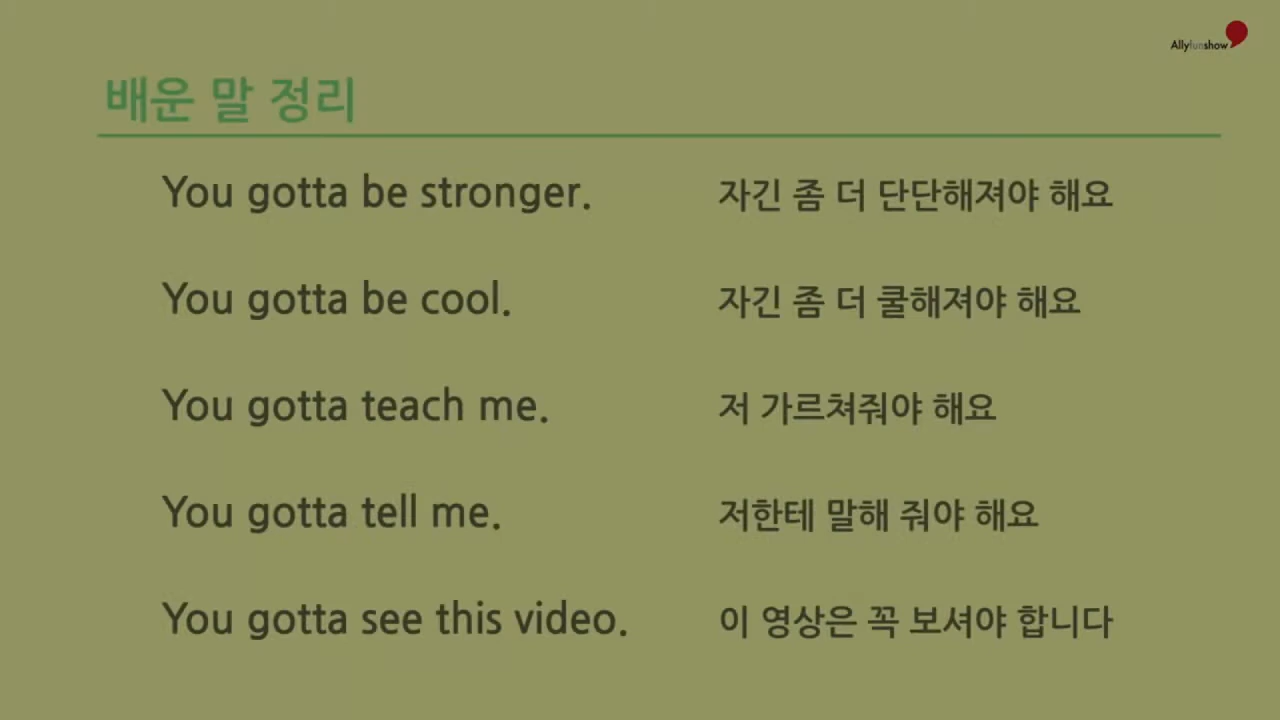 Allyfunshow
배운 말 정리
You gotta be stronger. 자긴 좀 더 단단해져야 해요
You gotta be cool. 자긴 좀 더 쿨해져야 해요
You gotta teach me. 저 가르쳐줘야 해요
You gotta tell me. 저한테 말해 줘야 해요
You gotta see this video. 이 영상은 꼭 보셔야 합니다